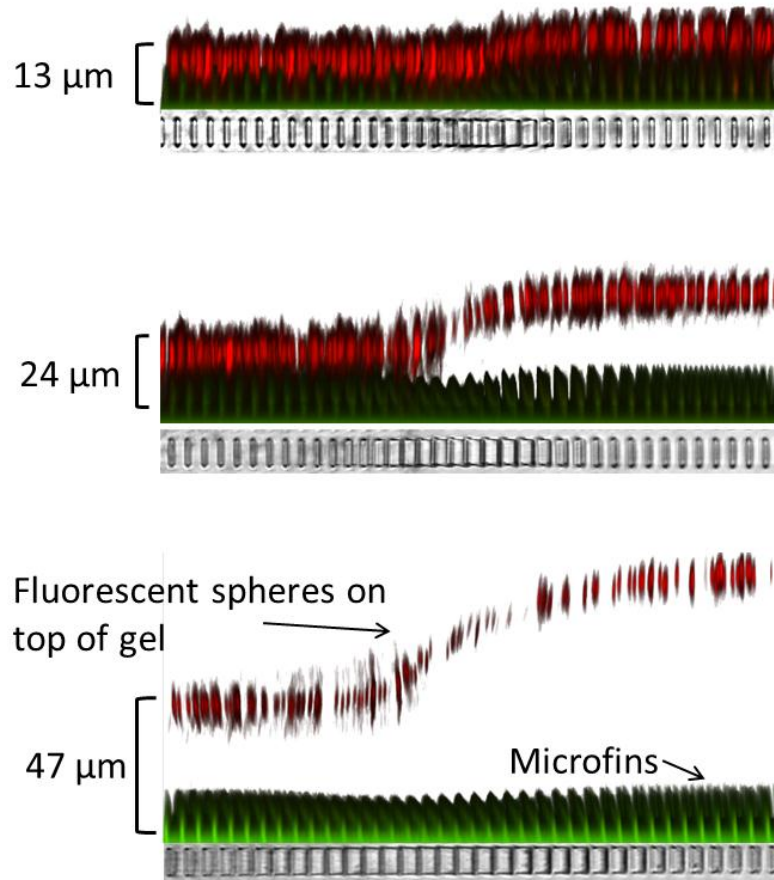 13 µm
24 µm
Fluorescent spheres on
top of gel
Microfins
47 µm